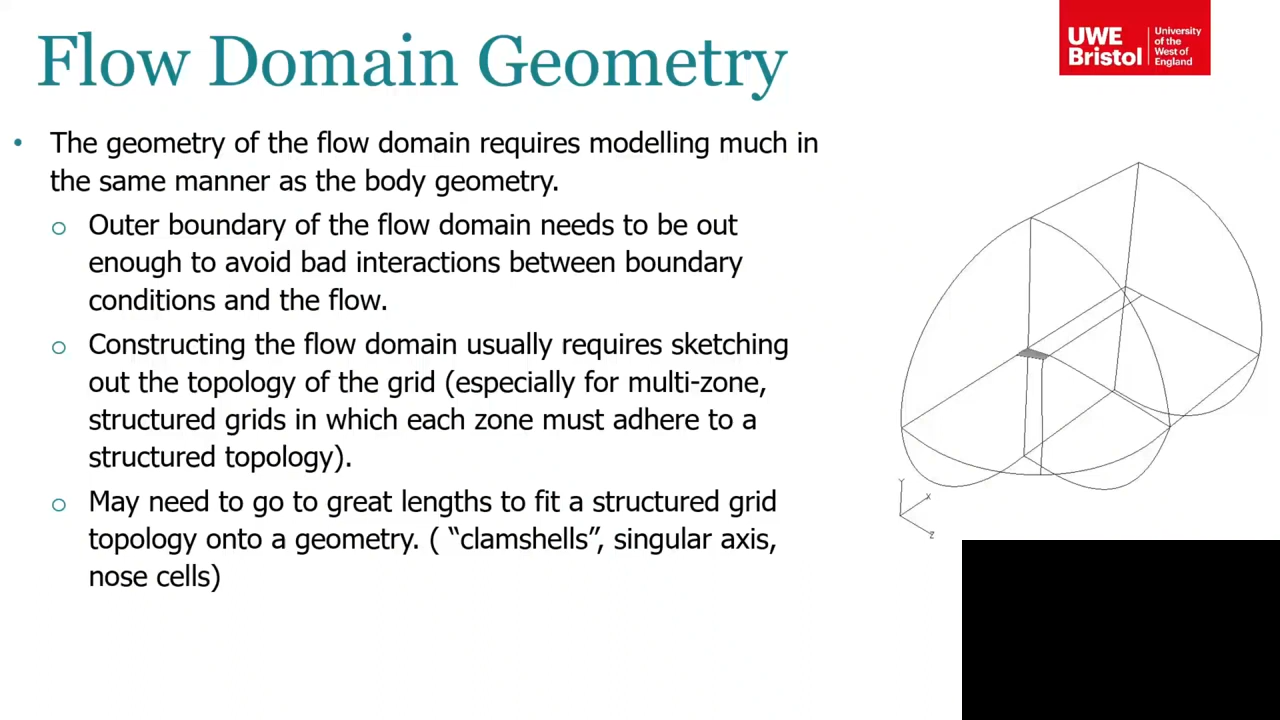 Flow Domain Geometry
UWE
Bristol
University
of the
West of
England
• The geometry of the flow domain requires modelling much in
the same manner as the body geometry.
o Outer boundary of the flow domain needs to be out
enough to avoid bad interactions between boundary
conditions and the flow.
o Constructing the flow domain usually requires sketching
out the topology of the grid (especially for multi-zone,
structured grids in which each zone must adhere to a
structured topology).
o May need to go to great lengths to fit a structured grid
topology onto a geometry. ( “clamshells”, singular axis,
nose cells)
Y
X
Z